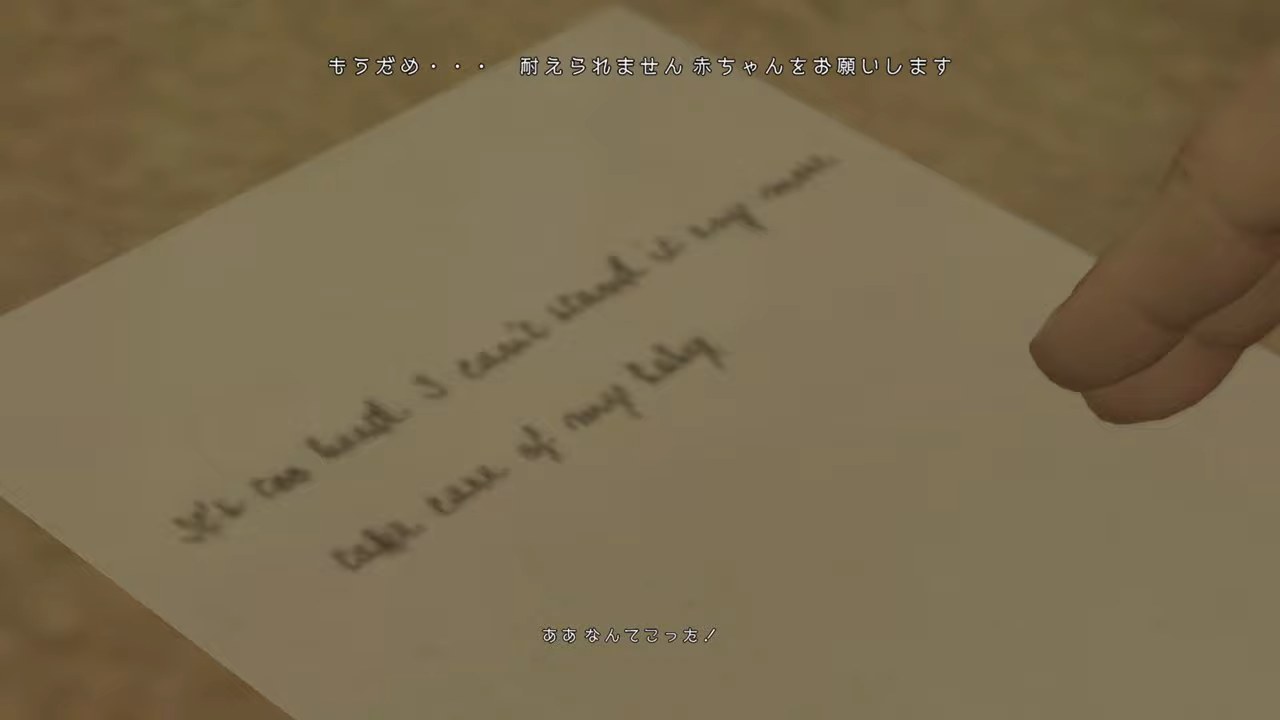 もうだめ・・・ 耐えられません 赤ちゃんをお願いします
It's too hard. I can't stand it any more.
take care of my baby.
ああ なんてこった！